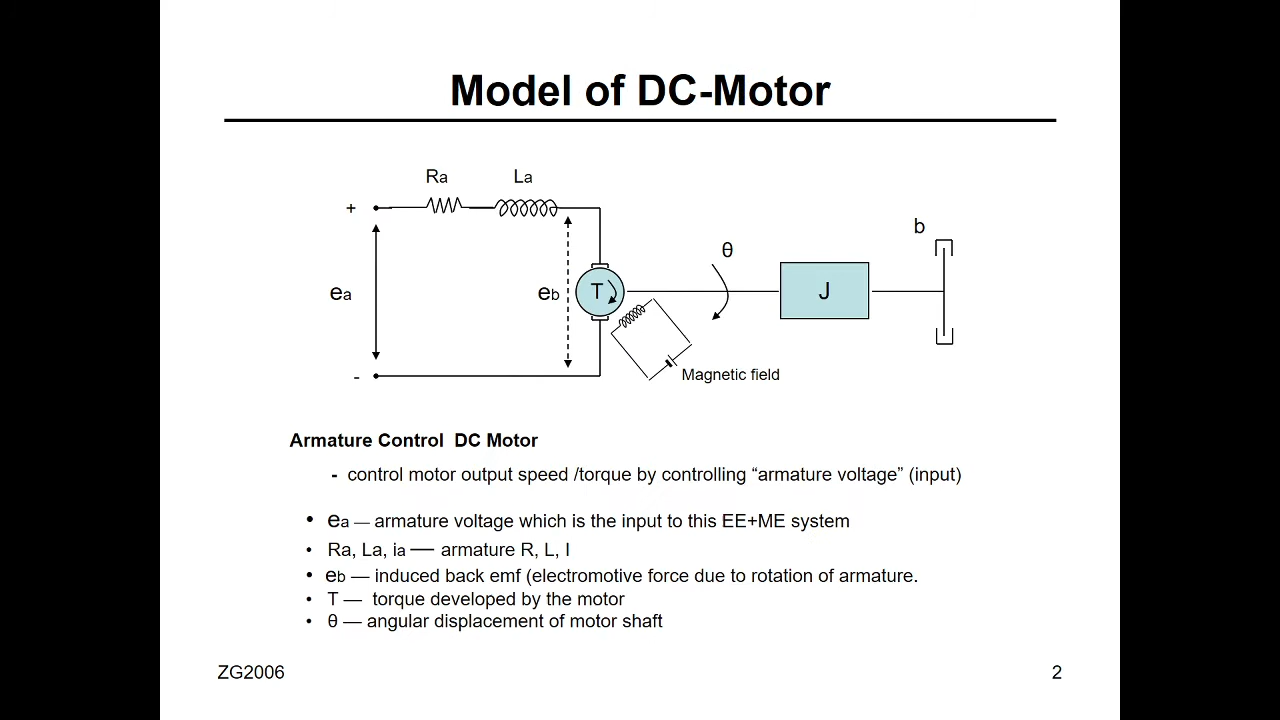 Model of DC-Motor
Ra La
+
b
θ
ea eb T J
Magnetic field
-
Armature Control DC Motor
- control motor output speed /torque by controlling “armature voltage” (input)
• ea — armature voltage which is the input to this EE+ME system
• Ra, La, ia — armature R, L, I
• eb — induced back emf (electromotive force due to rotation of armature.
• T — torque developed by the motor
• θ — angular displacement of motor shaft
ZG2006 2